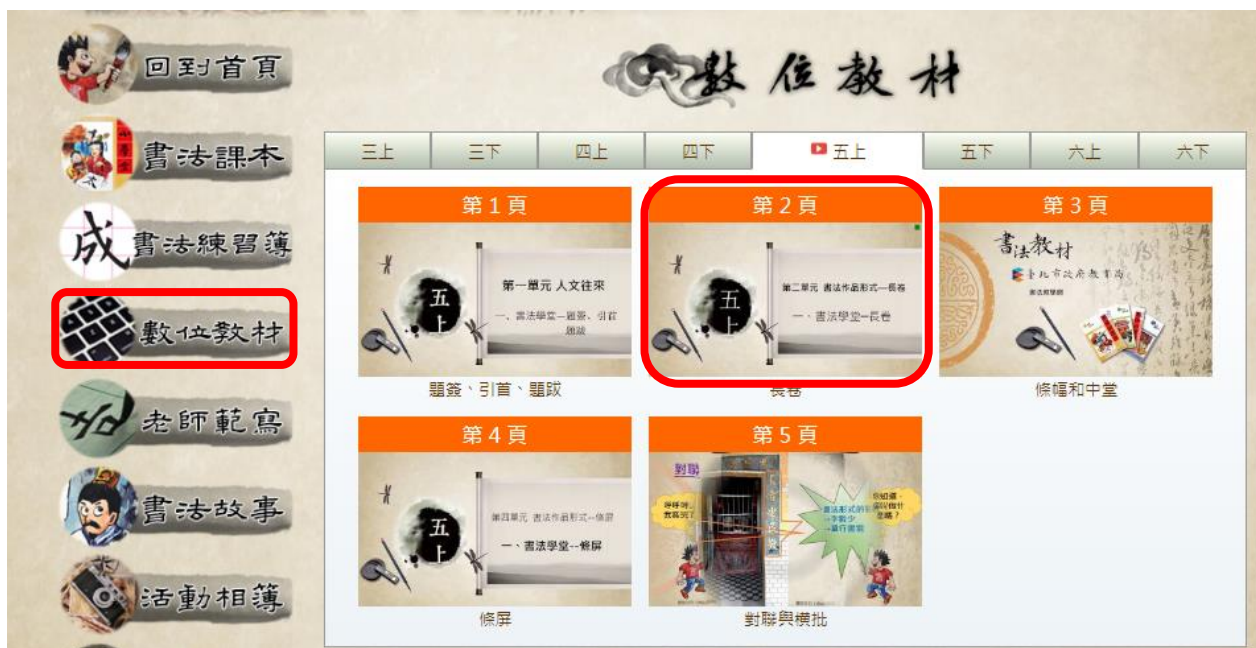 數位教材
回到首頁
書法課本
書法練習簿
數位教材
老師範寫
書法故事
活動相簿
三上 三下 四上 四下 五上 五下 六上 六下
第1頁 第2頁 第3頁
五上
第一單元 人文往來
一、書法學堂—題簽、引首
題跋
五上
第二單元 書法作品形式—長卷
一、書法學堂—長卷
書法教材
臺北市政府教育局
題簽、引首、題跋
長卷
條幅和中堂
第4頁 第5頁
五上
第四單元 書法作品形式--條屏
一、書法學堂--條屏
對聯
條屏
對聯與橫批